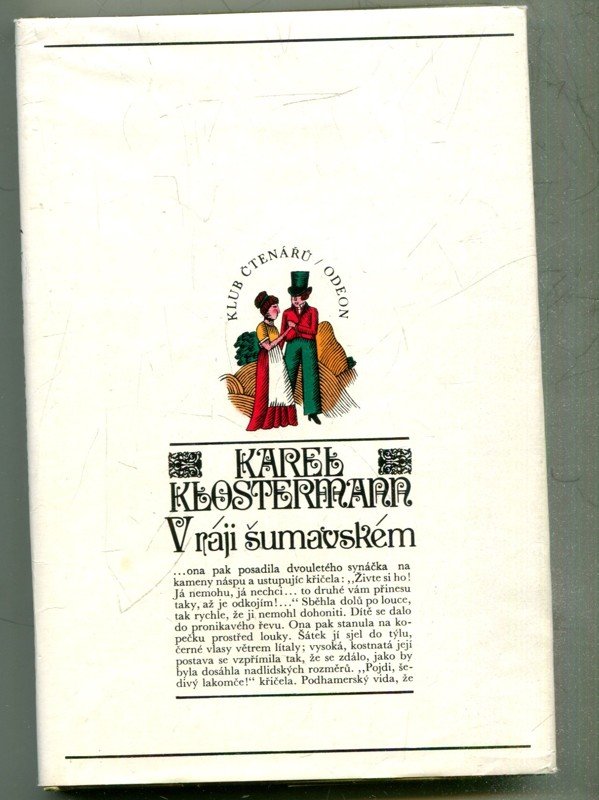 KLUB ČTENÁŘŮ / ODEON
KAREL
KLOSTERMANN
V ráji šumavském
...ona pak posadila dvouletého synáčka na
kameny náspu a ustupujíc křičela: „Živte si ho!
Já nemohu, já nechci... to druhé vám přinesu
taky, až je odkojím!...“ Sběhla dolů po louce,
tak rychle, že ji nemohl dohoniti. Dítě se dalo
do pronikavého řevu. Ona pak stanula na ko-
pečku prostřed louky. Šátek jí sjel do týlu,
černé vlasy větrem lítaly; vysoká, kostnatá její
postava se vzpřímila tak, že se zdálo, jako by
byla dosáhla nadlidských rozměrů. „Pojdi, še-
divý lakomče!“ křičela. Podhamerský vida, že